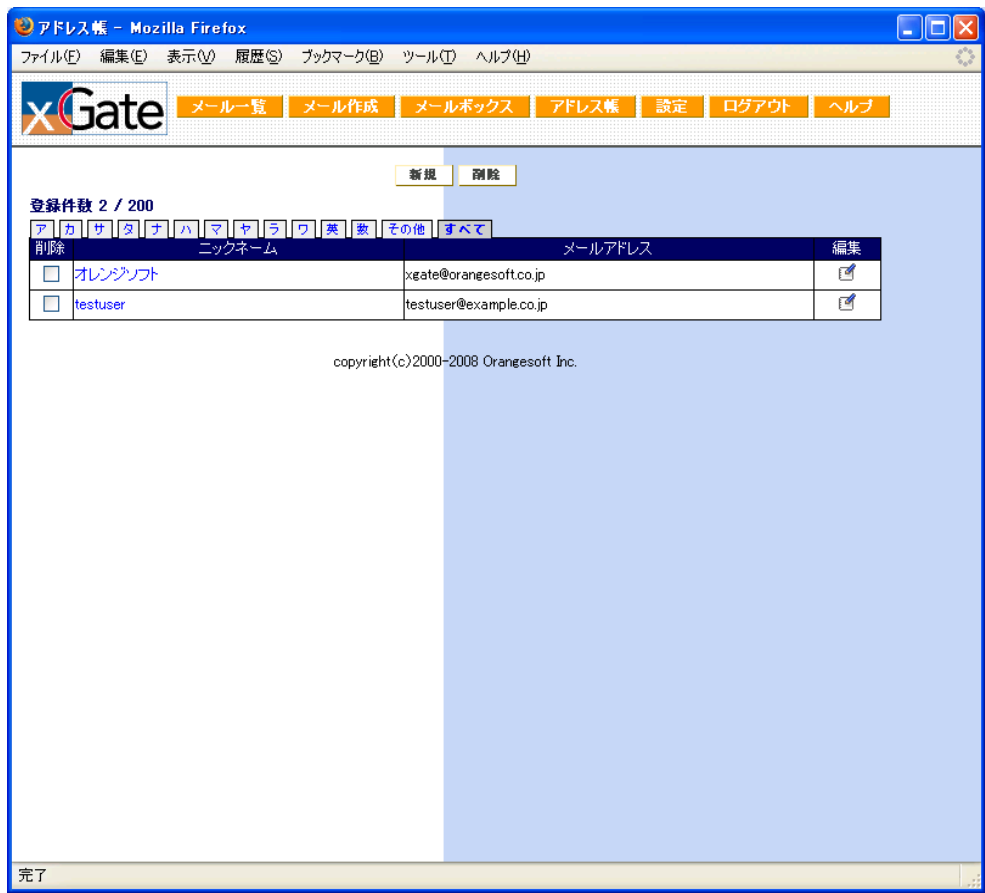 アドレス帳 - Mozilla Firefox
ファイル(F) 編集(E) 表示(V) 履歴(S) ブックマーク(B) ツール(T) ヘルプ(H)
xGate メール一覧 メール作成 メールボックス アドレス帳 設定 ログアウト ヘルプ
新規 削除
登録件数 2 / 200
ア カ サ タ ナ ハ マ ヤ ラ ワ 英 数 その他 すべて
削除 ニックネーム メールアドレス 編集
オレンジソフト xgate@orangesoft.co.jp
testuser testuser@example.co.jp
copyright(c)2000-2008 Orangesoft Inc.
完了